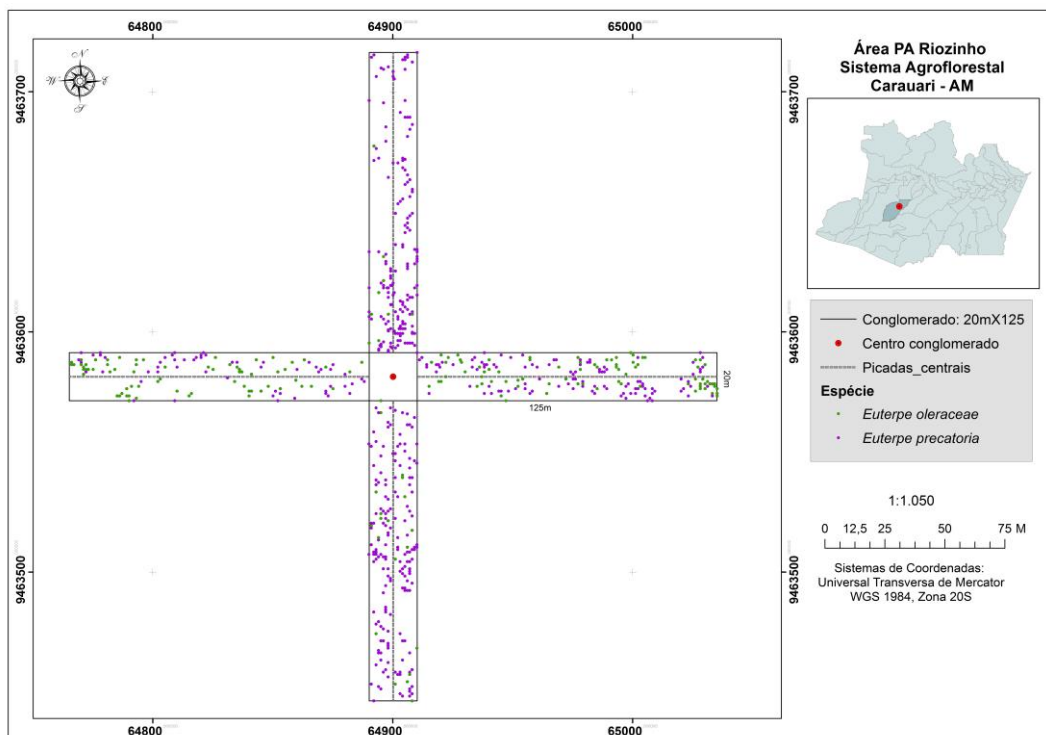 64800
64900
65000
9463700
9463700
N
W
E
S
9463600
9463600
20m
125m
9463500
9463500
64800
64900
65000
Área PA Riozinho
Sistema Agroflorestal
Carauari - AM
Conglomerado: 20mX125
Centro conglomerado
Picadas_centrais
Espécie
Euterpe oleraceae
Euterpe precatoria
1:1.050
0 12,5 25 50 75 M
Sistemas de Coordenadas:
Universal Transversa de Mercator
WGS 1984, Zona 20S